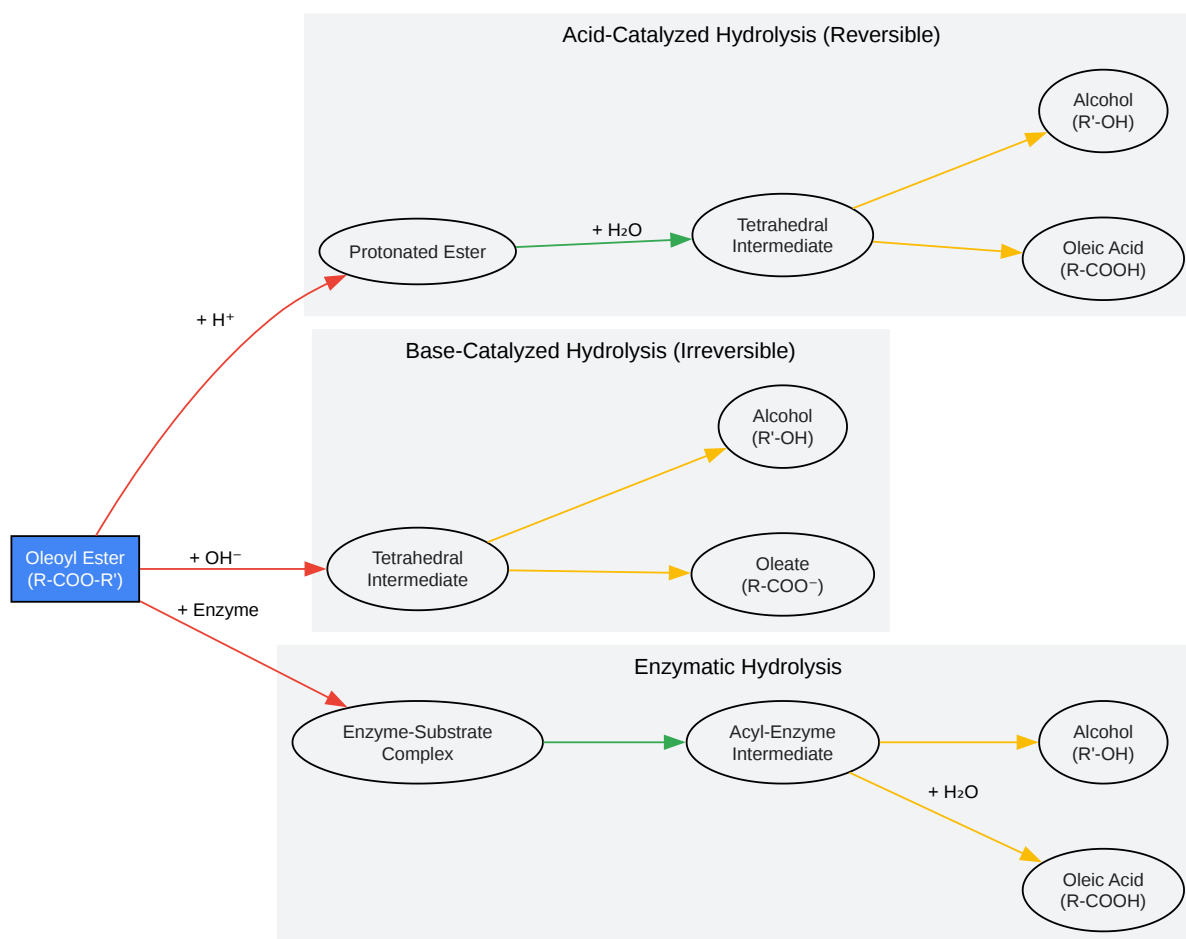 Acid-Catalyzed Hydrolysis (Reversible)
Alcohol
(R'-OH)
+ H₂O
Tetrahedral
Intermediate
Protonated Ester
Oleic Acid
(R-COOH)
+ H⁺
Base-Catalyzed Hydrolysis (Irreversible)
Alcohol
(R'-OH)
Oleoyl Ester
(R-COO-R')
+ OH⁻
Tetrahedral
Intermediate
Oleate
(R-COO⁻)
+ Enzyme
Enzymatic Hydrolysis
Enzyme-Substrate
Complex
Acyl-Enzyme
Intermediate
Alcohol
(R'-OH)
+ H₂O
Oleic Acid
(R-COOH)